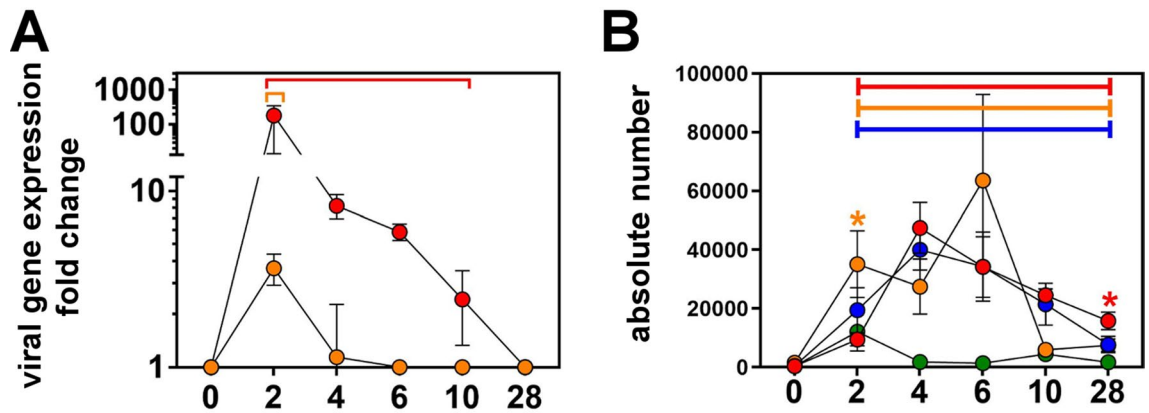 A
viral gene expression
fold change
1000
100
10
1
0 2 4 6 10 28
B
absolute number
100000
80000
60000
40000
20000
0
*
*
0 2 4 6 10 28